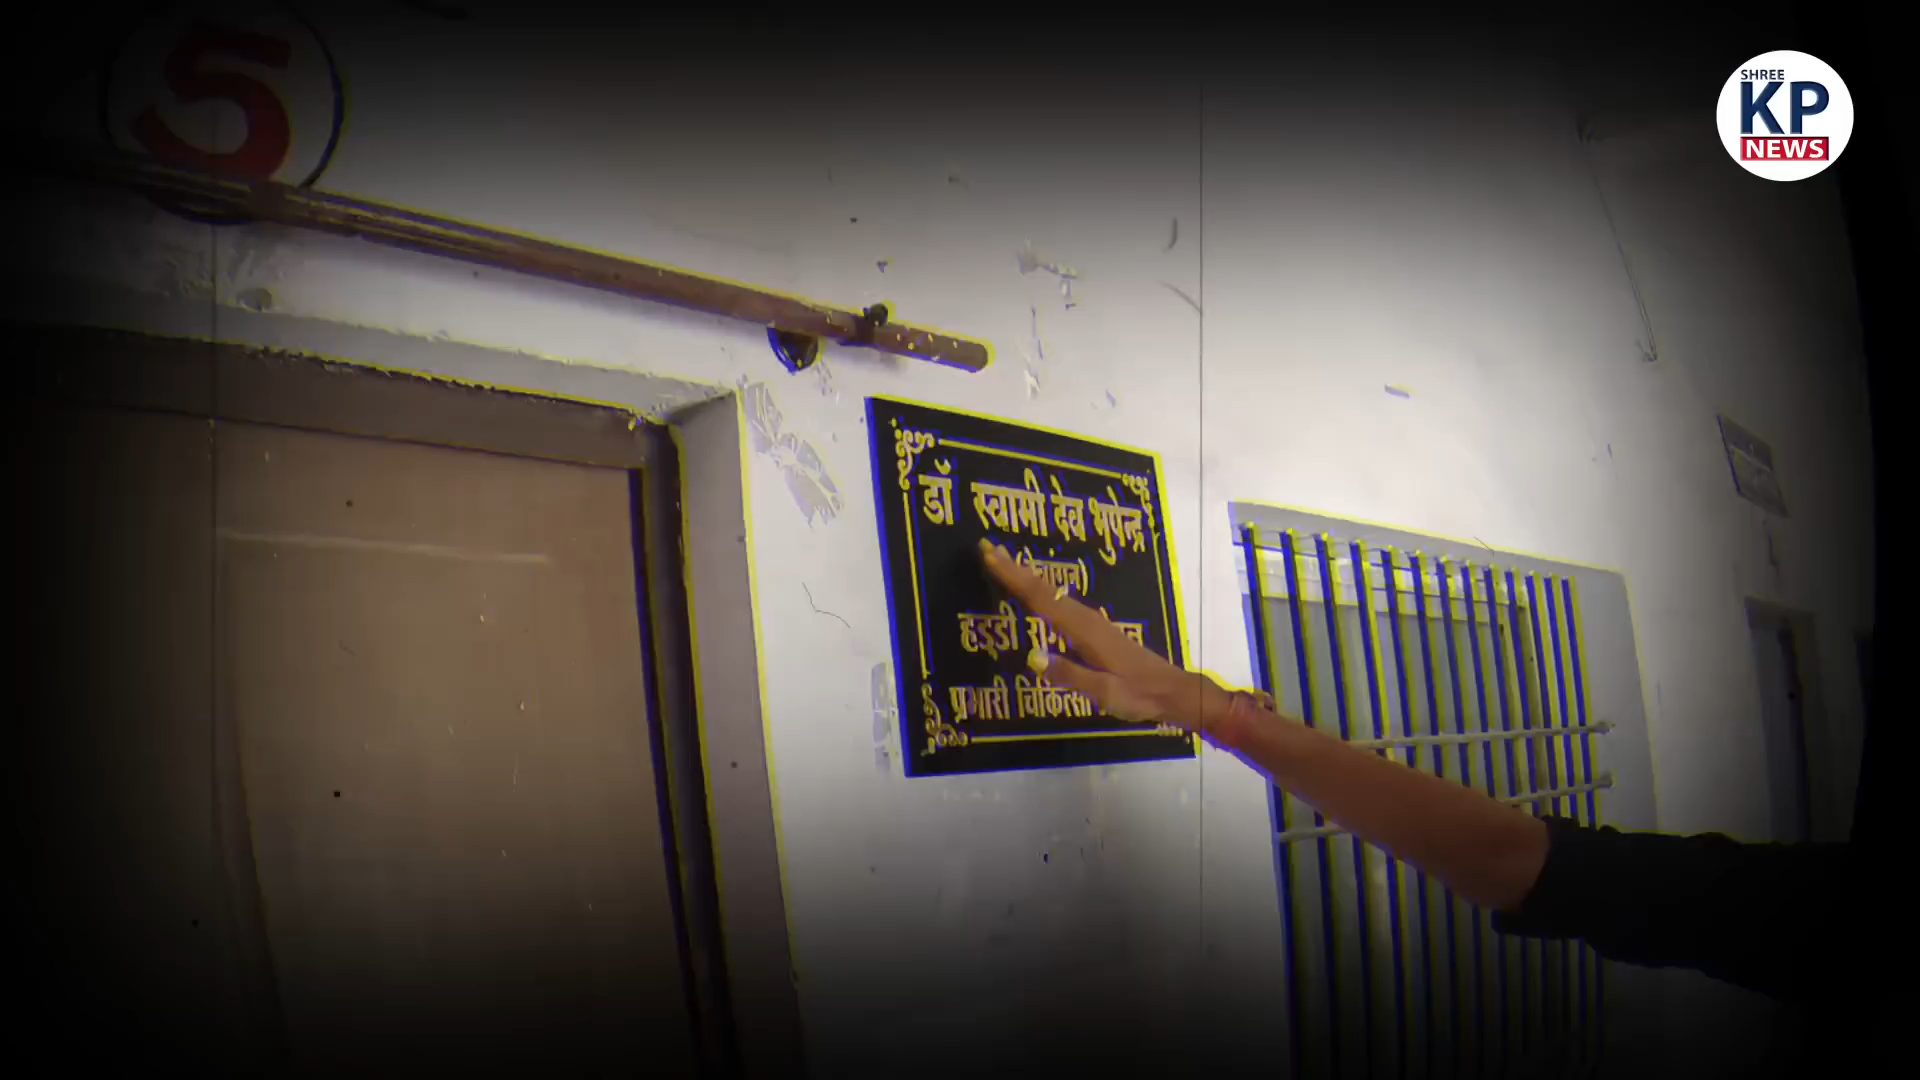 5
SHREE
KP
NEWS
डॉ स्वामी देव भुपेन्द्र
हड्डी रोग
प्रभारी चिकित्सा